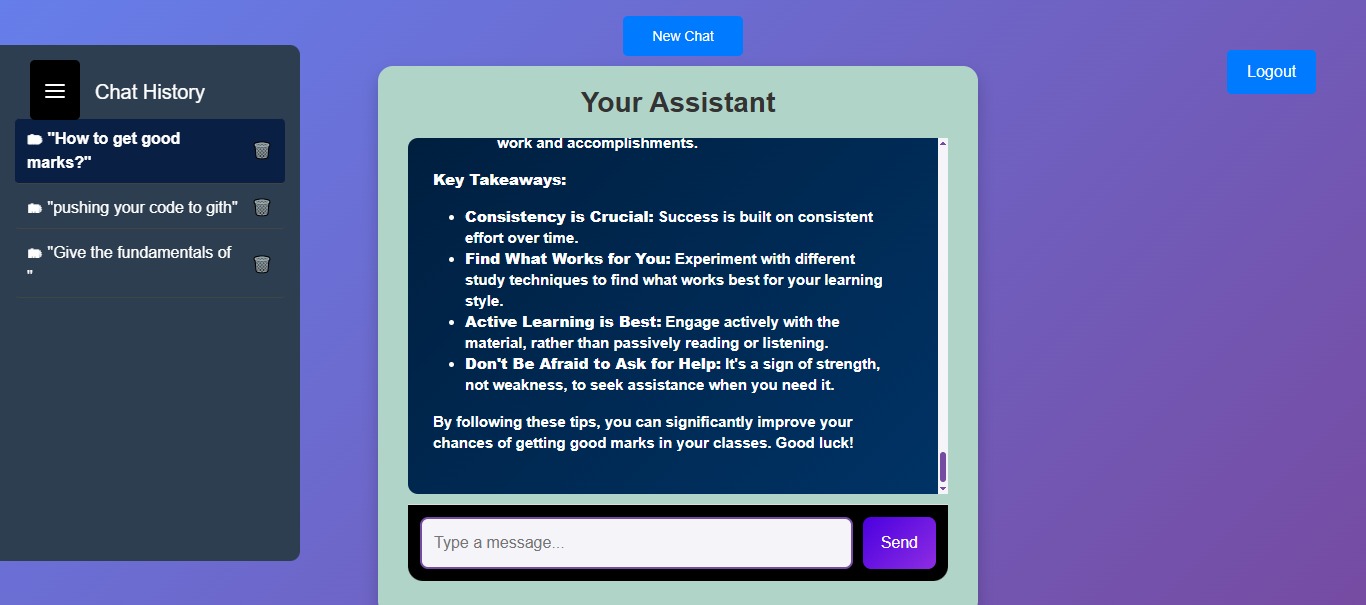 New Chat
Logout
Chat History
"How to get good
marks?"
"pushing your code to gith"
"Give the fundamentals of
"
Your Assistant
work and accomplishments.
Key Takeaways:
• Consistency is Crucial: Success is built on consistent
effort over time.
• Find What Works for You: Experiment with different
study techniques to find what works best for your learning
style.
• Active Learning is Best: Engage actively with the
material, rather than passively reading or listening.
• Don't Be Afraid to Ask for Help: It's a sign of strength,
not weakness, to seek assistance when you need it.
By following these tips, you can significantly improve your
chances of getting good marks in your classes. Good luck!
Type a message...
Send